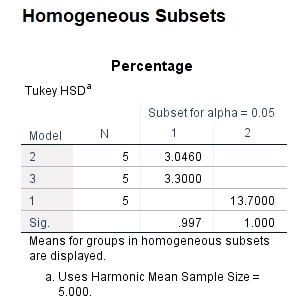 Homogeneous Subsets
Percentage
Tukey HSDa
Subset for alpha = 0.05
Model N 1 2
2 5 3.0460
3 5 3.3000
1 5 13.7000
Sig. .997 1.000
Means for groups in homogeneous subsets
are displayed.
a. Uses Harmonic Mean Sample Size =
5.000.